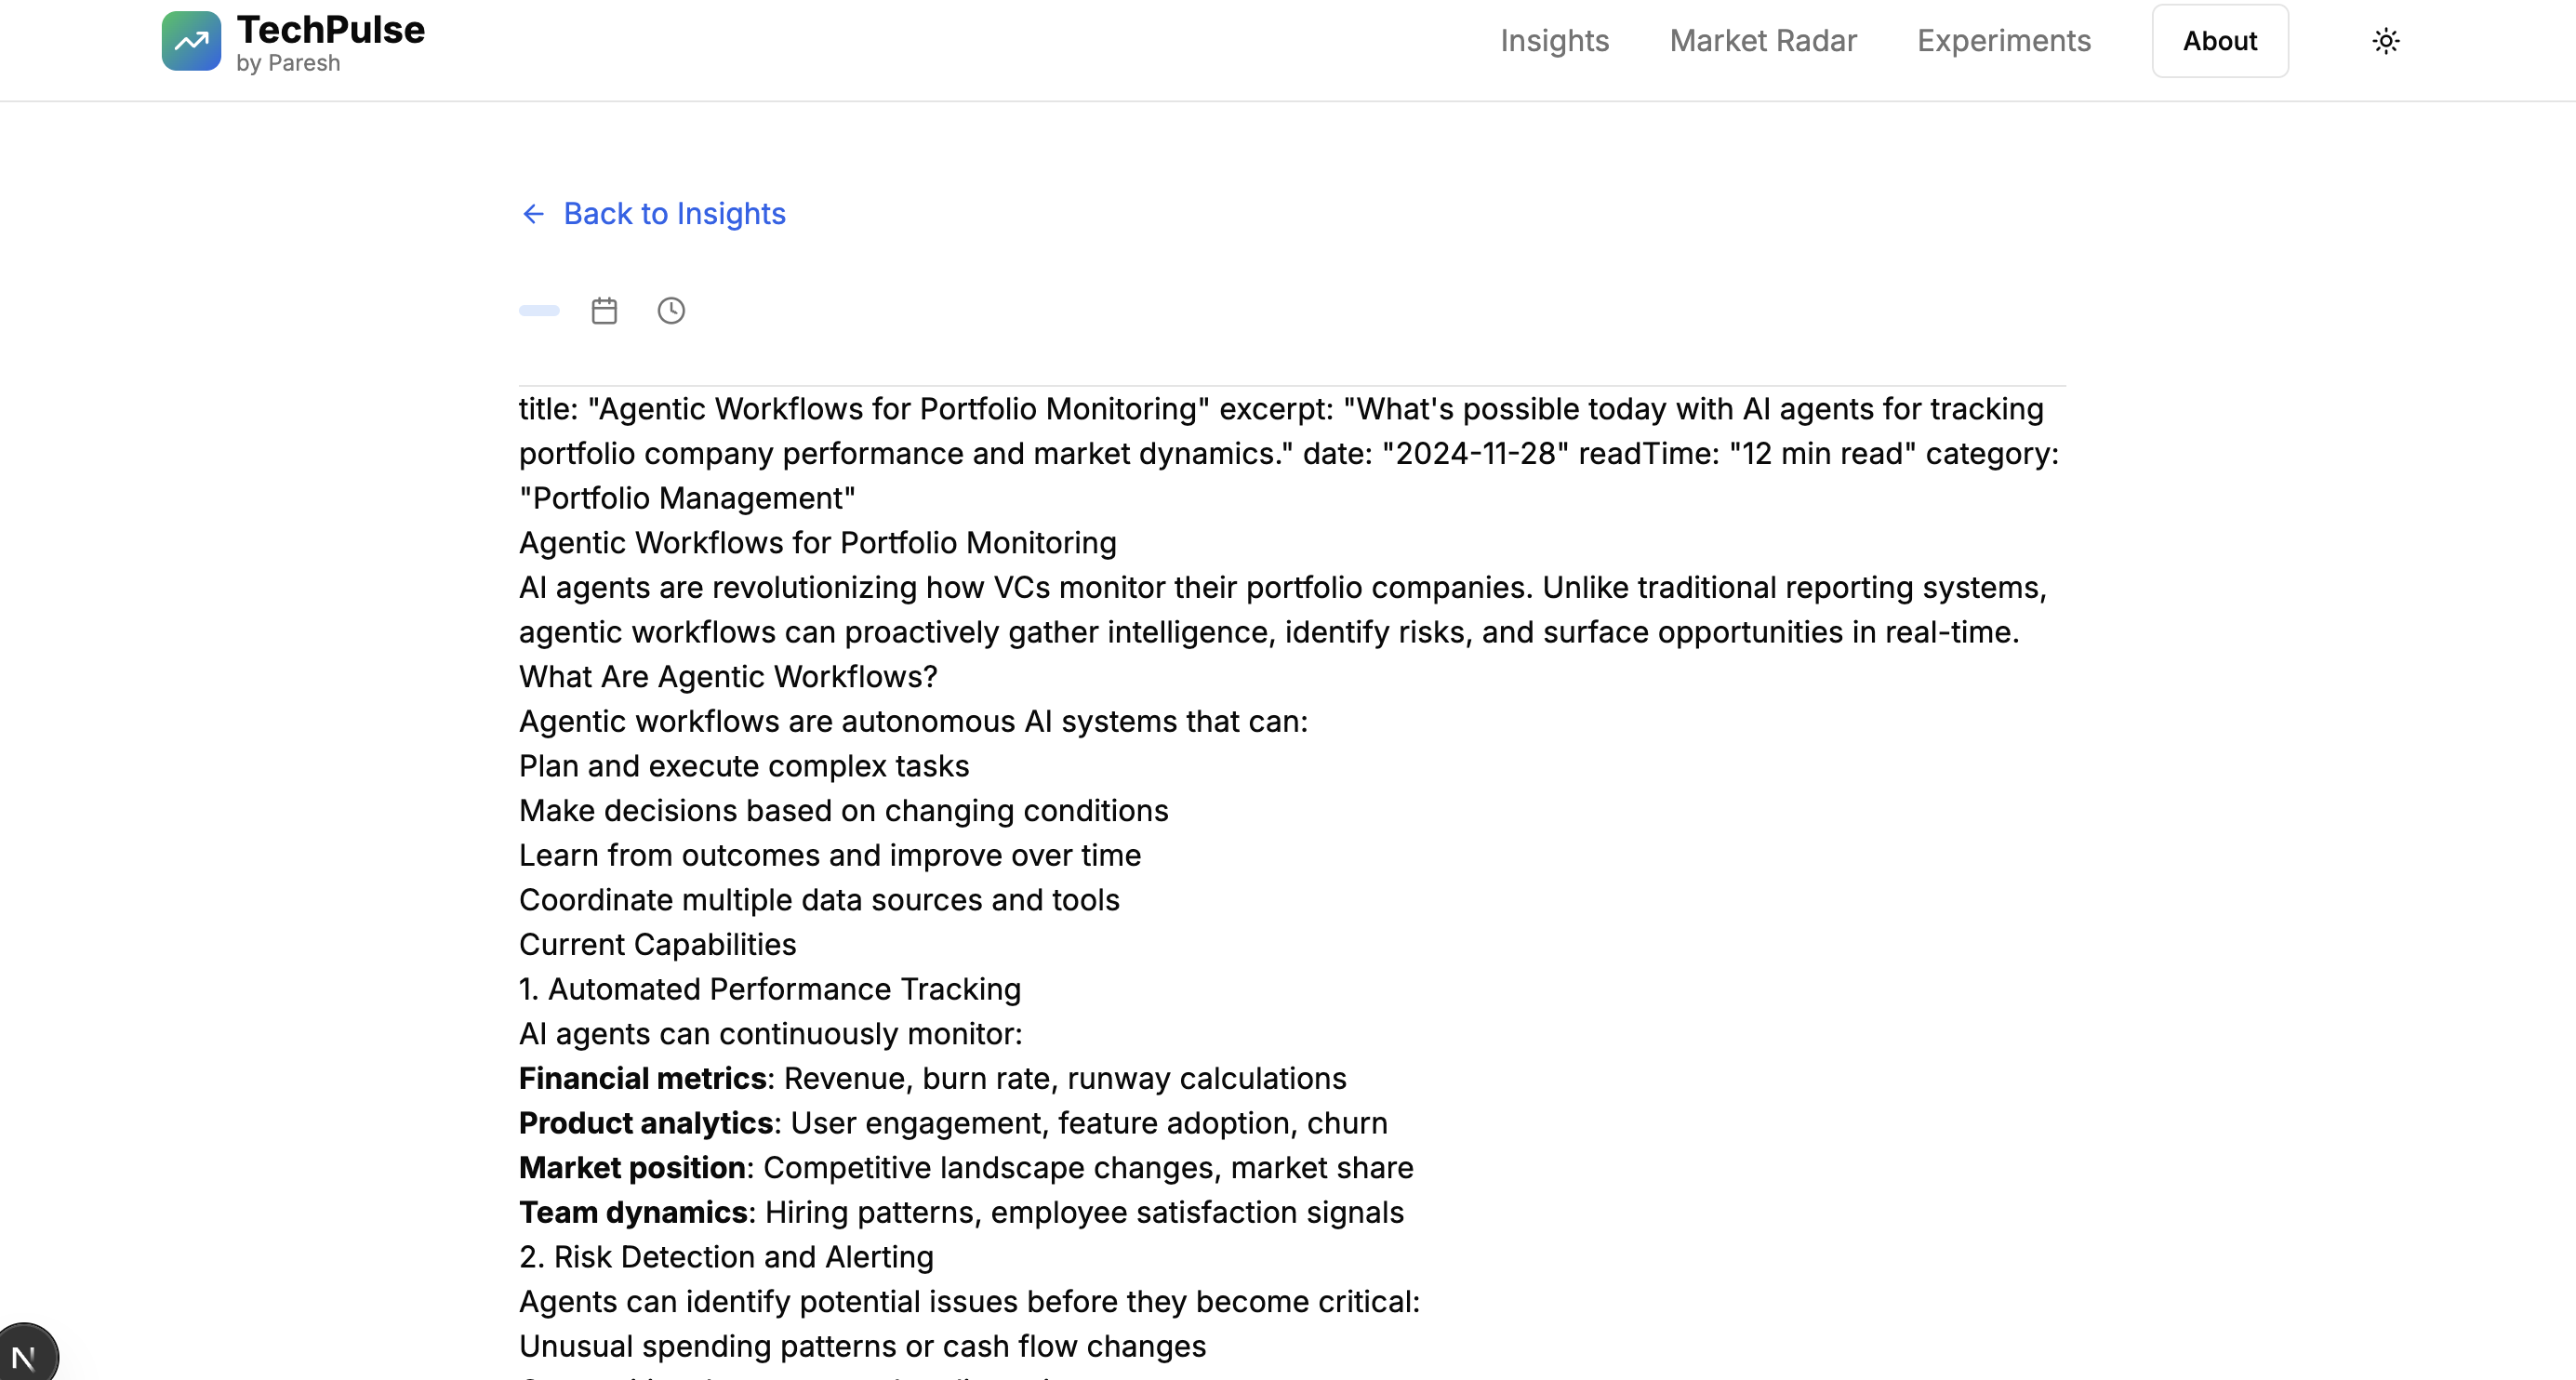 TechPulse
by Paresh
Insights
Market Radar
Experiments
About
Back to Insights
title: "Agentic Workflows for Portfolio Monitoring" excerpt: "What's possible today with AI agents for tracking
portfolio company performance and market dynamics." date: "2024-11-28" readTime: "12 min read" category:
"Portfolio Management"
Agentic Workflows for Portfolio Monitoring
AI agents are revolutionizing how VCs monitor their portfolio companies. Unlike traditional reporting systems,
agentic workflows can proactively gather intelligence, identify risks, and surface opportunities in real-time.
What Are Agentic Workflows?
Agentic workflows are autonomous AI systems that can:
Plan and execute complex tasks
Make decisions based on changing conditions
Learn from outcomes and improve over time
Coordinate multiple data sources and tools
Current Capabilities
1. Automated Performance Tracking
AI agents can continuously monitor:
Financial metrics: Revenue, burn rate, runway calculations
Product analytics: User engagement, feature adoption, churn
Market position: Competitive landscape changes, market share
Team dynamics: Hiring patterns, employee satisfaction signals
2. Risk Detection and Alerting
Agents can identify potential issues before they become critical:
Unusual spending patterns or cash flow changes
N